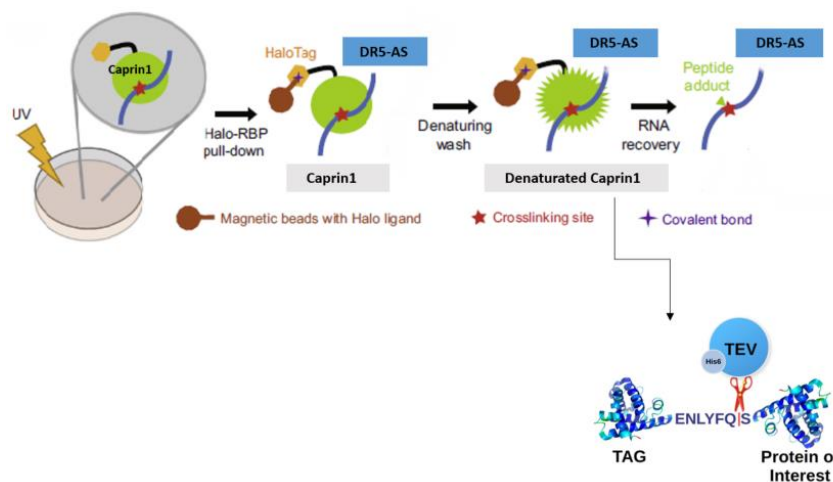 Caprin1
UV
Halo-RBP
pull-down
HaloTag
DR5-AS
Caprin1
Denaturing
wash
DR5-AS
Denaturated Caprin1
RNA
recovery
DR5-AS
Peptide
adduct
Magnetic beads with Halo ligand
Crosslinking site
Covalent bond
TEV
His6
ENLYFQ|S
TAG
Protein o
Interest